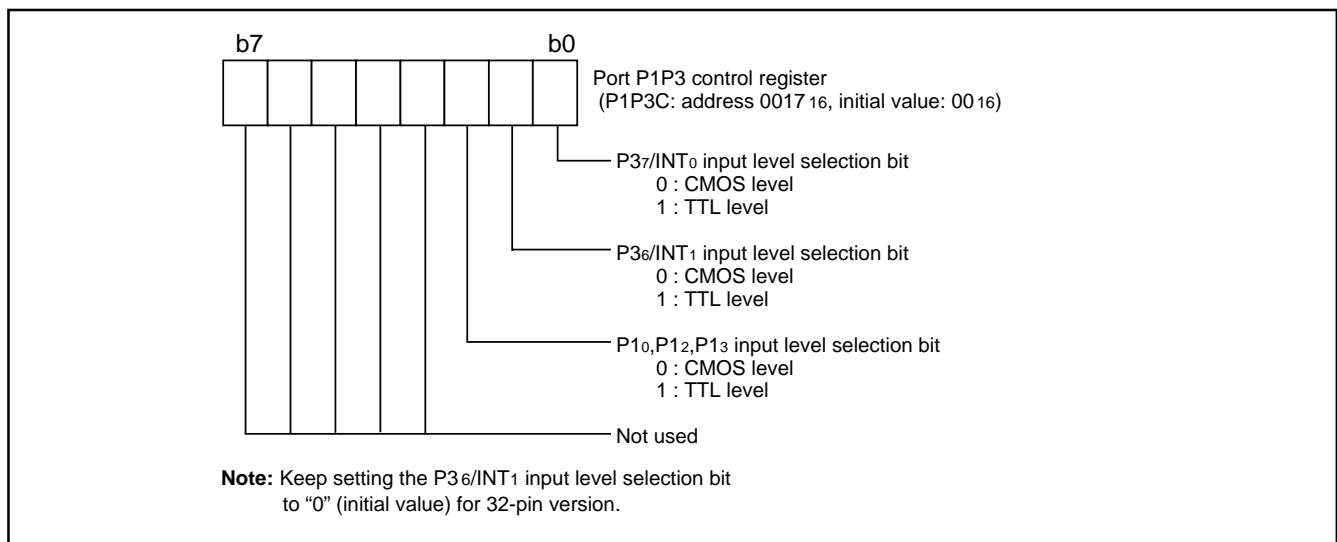 b7 b0
Port P1P3 control register
(P1P3C: address 0017 16, initial value: 00 16)
P37/INT0 input level selection bit
0 : CMOS level
1 : TTL level
P36/INT1 input level selection bit
0 : CMOS level
1 : TTL level
P10,P12,P13 input level selection bit
0 : CMOS level
1 : TTL level
Not used
Note: Keep setting the P3 6/INT1 input level selection bit
to “0” (initial value) for 32-pin version.